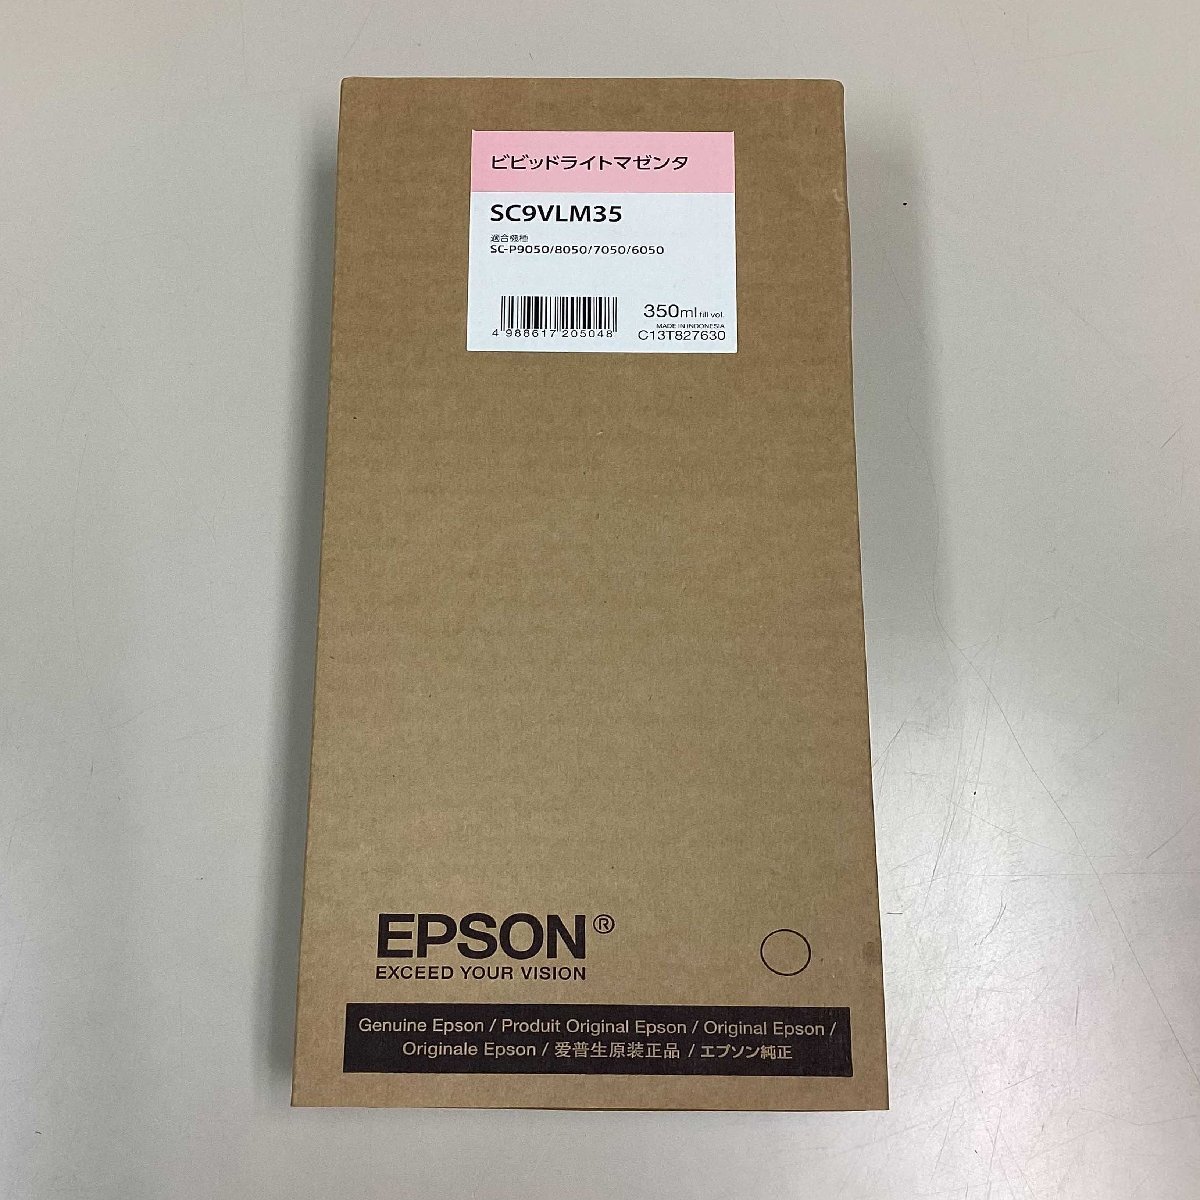 ビビッドライトマゼンタ
SC9VLM35
適合機種
SC-P9050/8050/7050/6050
350ml fill vol.
MADE IN INDONESIA
4 988617 205048
C13T827630
EPSON®
EXCEED YOUR VISION
Genuine Epson / Produit Original Epson / Original Epson /
Originale Epson / 爱普生原装正品 / エプソン純正